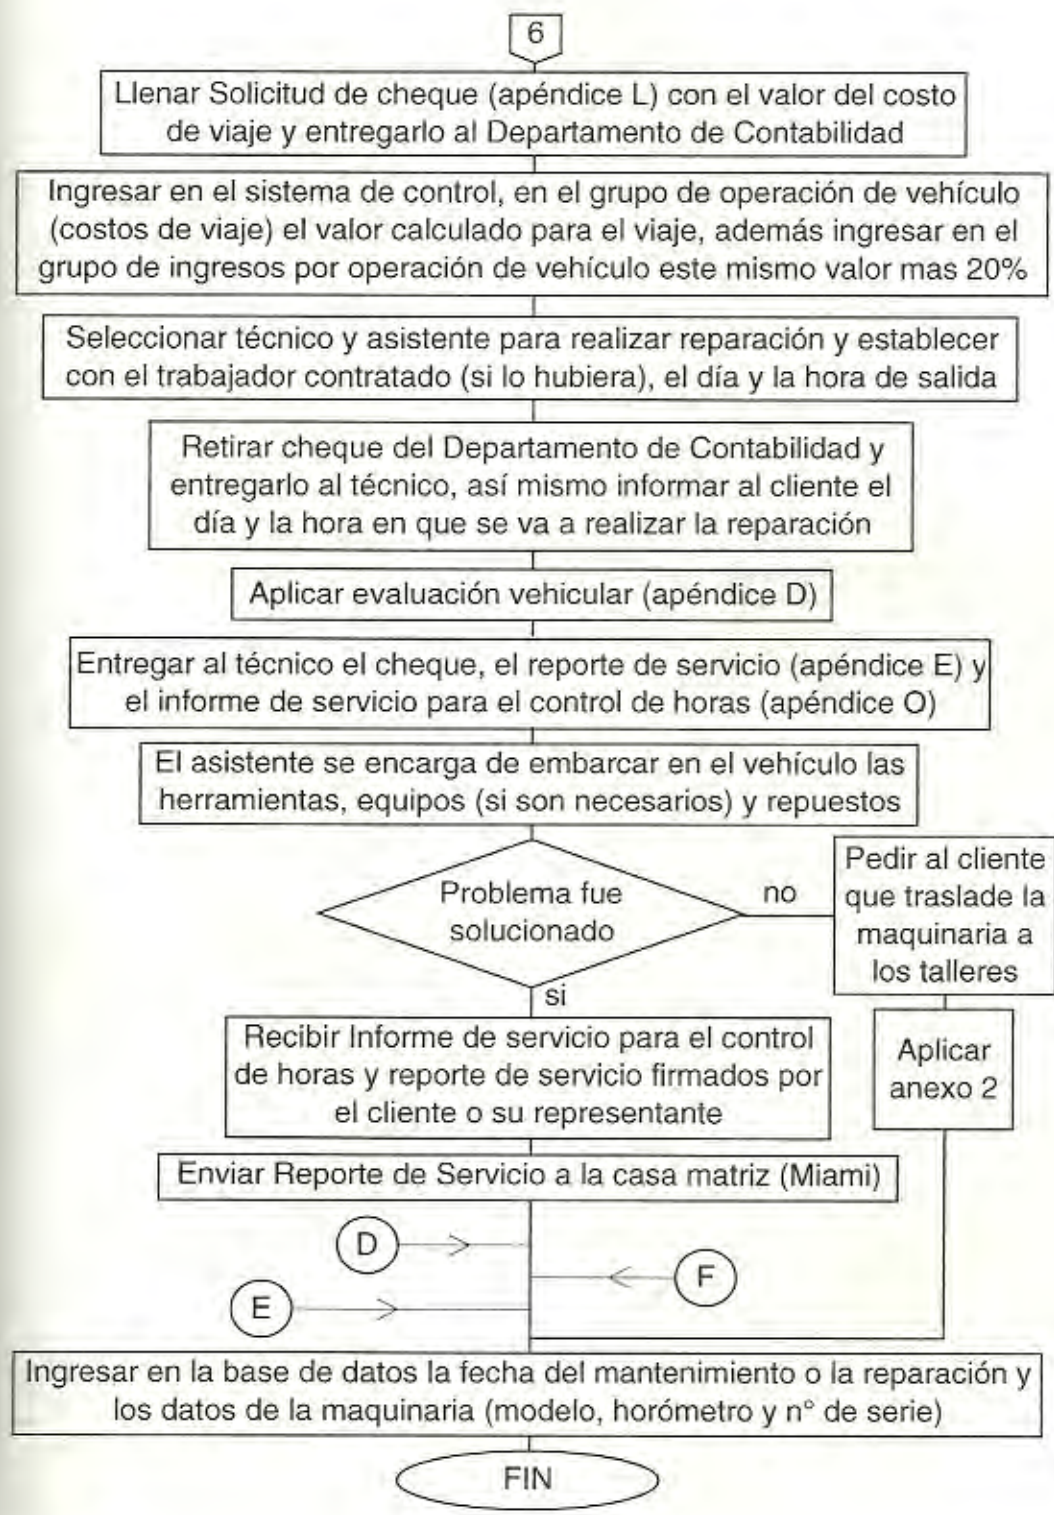 6
Llenar Solicitud de cheque (apéndice L) con el valor del costo
de viaje y entregarlo al Departamento de Contabilidad
Ingresar en el sistema de control, en el grupo de operación de vehículo
(costos de viaje) el valor calculado para el viaje, además ingresar en el
grupo de ingresos por operación de vehículo este mismo valor mas 20%
Seleccionar técnico y asistente para realizar reparación y establecer
con el trabajador contratado (si lo hubiera), el día y la hora de salida
Retirar cheque del Departamento de Contabilidad y
entregarlo al técnico, así mismo informar al cliente el
día y la hora en que se va a realizar la reparación
Aplicar evaluación vehicular (apéndice D)
Entregar al técnico el cheque, el reporte de servicio (apéndice E) y
el informe de servicio para el control de horas (apéndice O)
El asistente se encarga de embarcar en el vehículo las
herramientas, equipos (si son necesarios) y repuestos
Problema fue
solucionado
no
Pedir al cliente
que traslade la
maquinaria a
los talleres
si
Recibir Informe de servicio para el control
de horas y reporte de servicio firmados por
el cliente o su representante
Aplicar
anexo 2
Enviar Reporte de Servicio a la casa matriz (Miami)
D
F
E
Ingresar en la base de datos la fecha del mantenimiento o la reparación y
los datos de la maquinaria (modelo, horómetro y n° de serie)
FIN